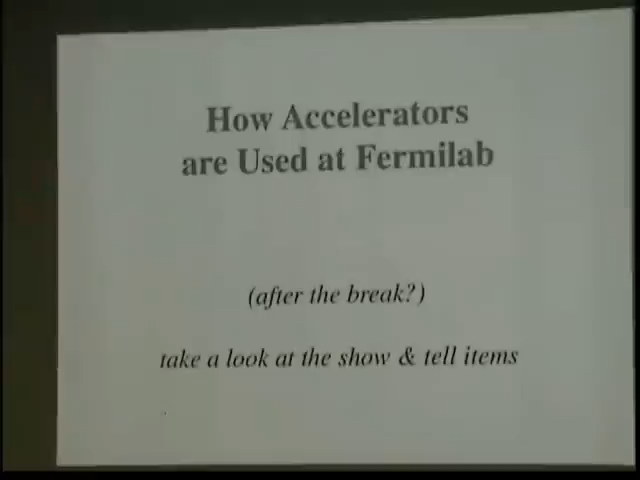 How Accelerators
are Used at Fermilab
(after the break?)
take a look at the show & tell items